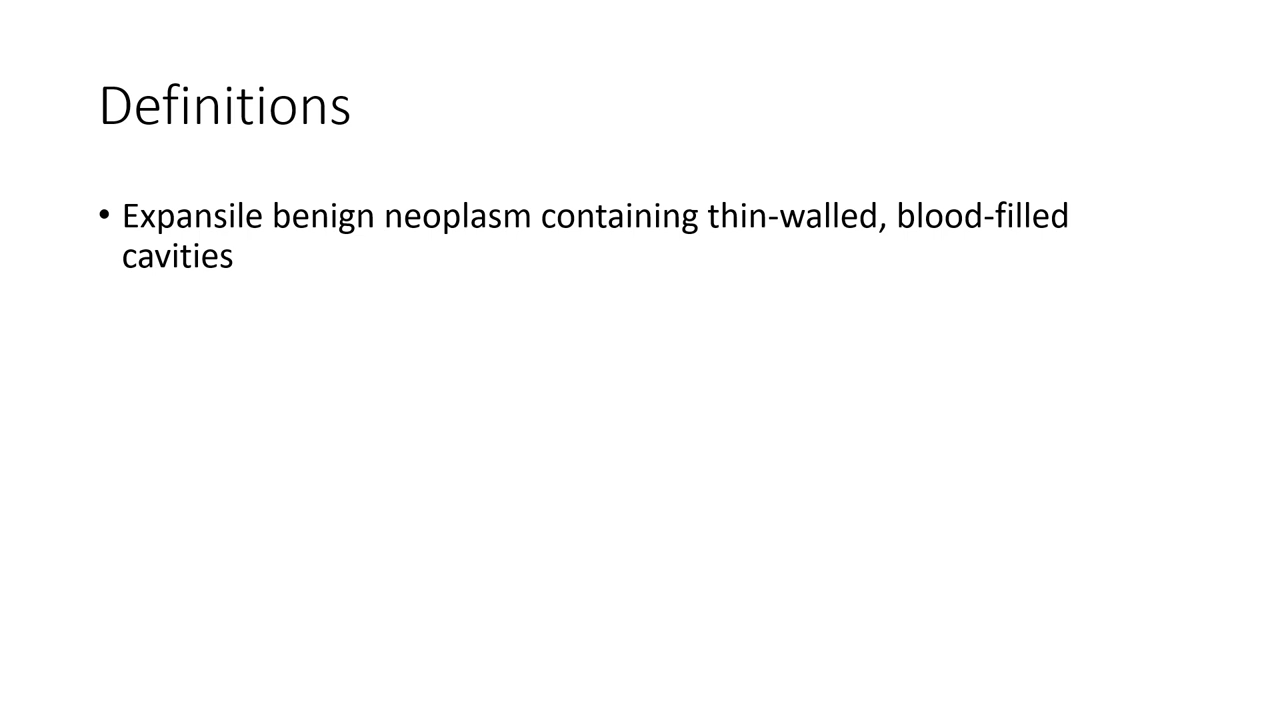 Definitions
• Expansile benign neoplasm containing thin-walled, blood-filled
cavities